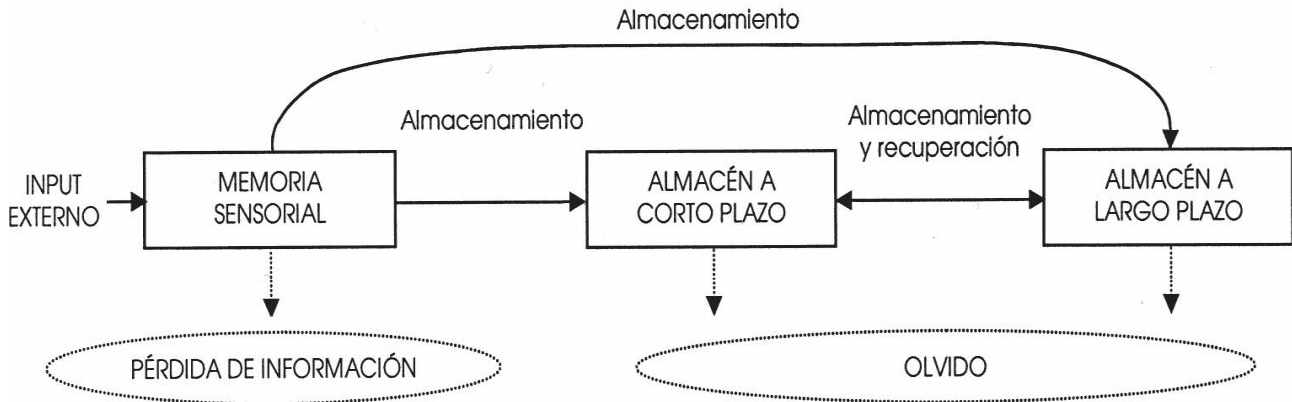 Almacenamiento
Almacenamiento
Almacenamiento
y recuperación
INPUT
EXTERNO
MEMORIA
SENSORIAL
ALMACÉN A
CORTO PLAZO
ALMACÉN A
LARGO PLAZO
PÉRDIDA DE INFORMACIÓN
OLVIDO